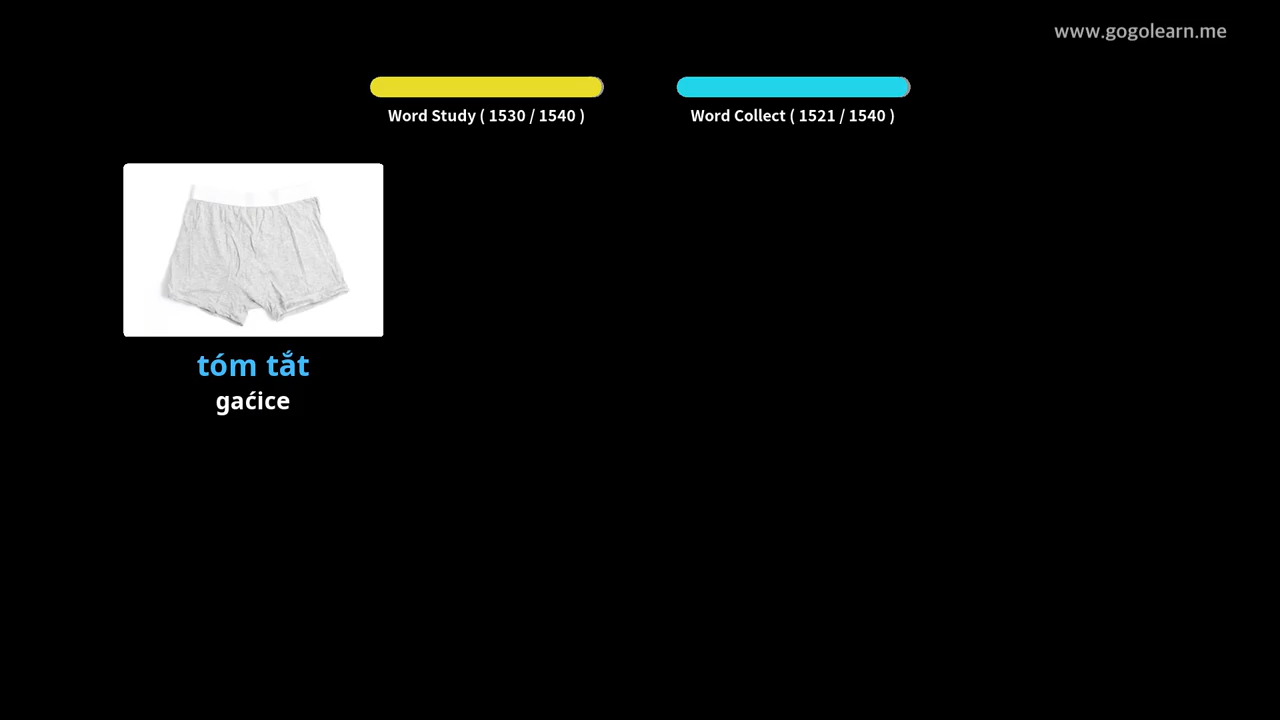 www.gogolearn.me
Word Study ( 1530 / 1540 )
Word Collect ( 1521 / 1540 )
tóm tắt
gaćice